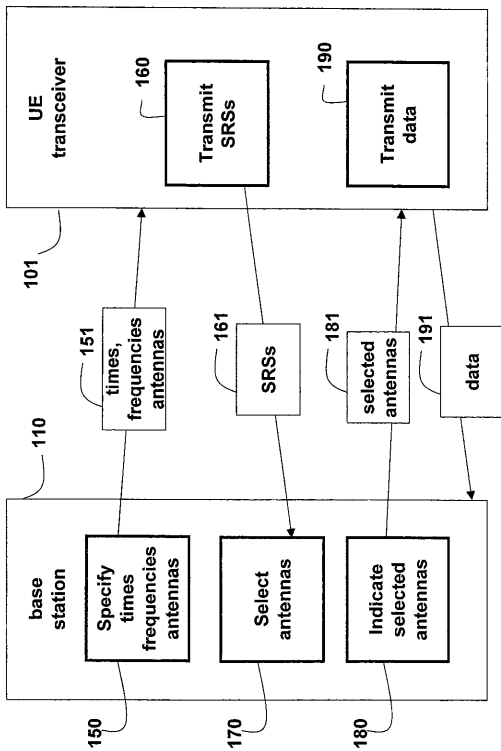 110
base
station
150
Specify
times
frequencies
antennas
170
Select
antennas
180
Indicate
selected
antennas
151
times,
frequencies
antennas
161
SRSs
181
selected
antennas
191
data
101
UE
transceiver
160
Transmit
SRSs
190
Transmit
data